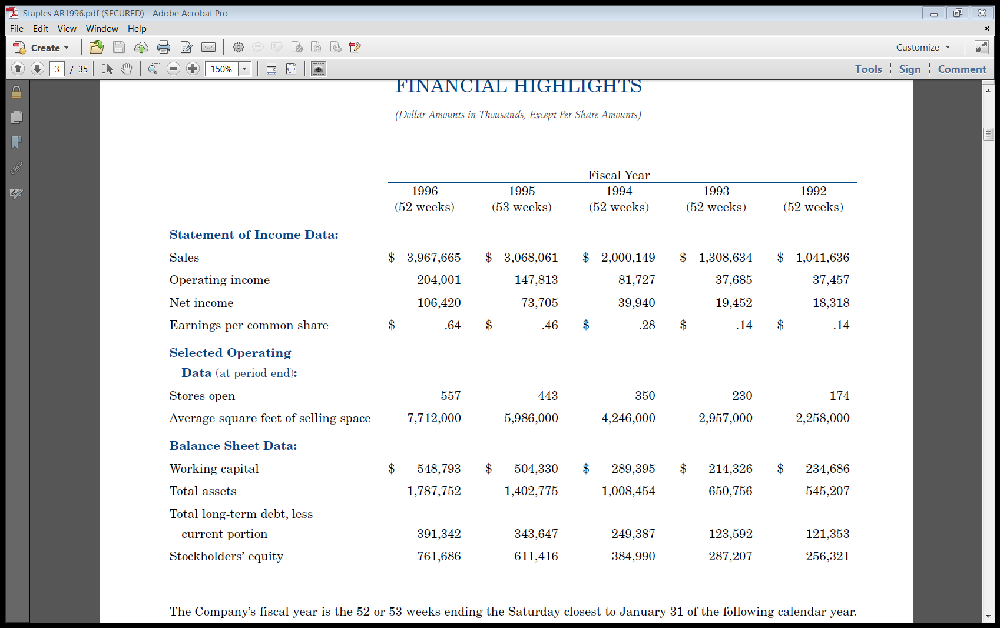 Staples AR1996.pdf (SECURED) - Adobe Acrobat Pro
File Edit View Window Help
Create Customize
3 / 35 150% Tools Sign Comment
FINANCIAL HIGHLIGHTS
(Dollar Amounts in Thousands, Except Per Share Amounts)
Fiscal Year
1996 1995 1994 1993 1992
(52 weeks) (53 weeks) (52 weeks) (52 weeks) (52 weeks)
Statement of Income Data:
Sales $ 3,967,665 $ 3,068,061 $ 2,000,149 $ 1,308,634 $ 1,041,636
Operating income 204,001 147,813 81,727 37,685 37,457
Net income 106,420 73,705 39,940 19,452 18,318
Earnings per common share $ .64 $ .46 $ .28 $ .14 $ .14
Selected Operating
Data (at period end):
Stores open 557 443 350 230 174
Average square feet of selling space 7,712,000 5,986,000 4,246,000 2,957,000 2,258,000
Balance Sheet Data:
Working capital $ 548,793 $ 504,330 $ 289,395 $ 214,326 $ 234,686
Total assets 1,787,752 1,402,775 1,008,454 650,756 545,207
Total long-term debt, less
current portion 391,342 343,647 249,387 123,592 121,353
Stockholders’ equity 761,686 611,416 384,990 287,207 256,321
The Company’s fiscal year is the 52 or 53 weeks ending the Saturday closest to January 31 of the following calendar year.